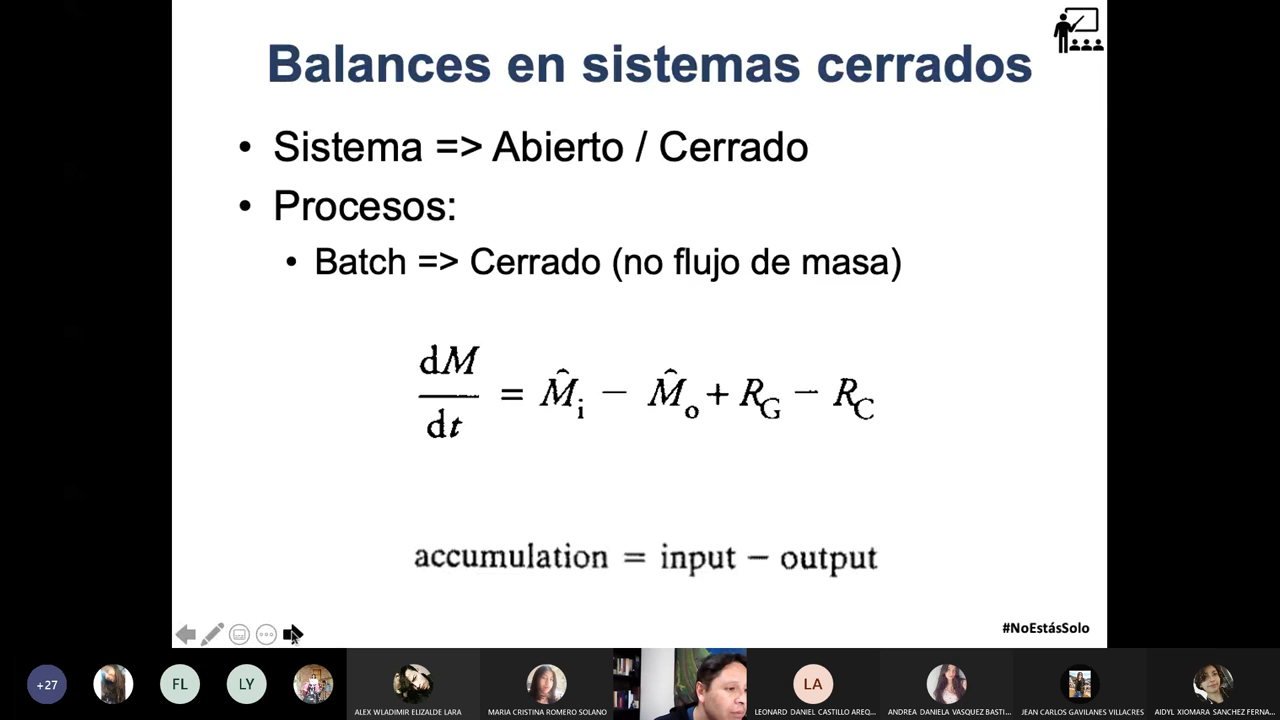 Balances en sistemas cerrados
• Sistema => Abierto / Cerrado
• Procesos:
• Batch => Cerrado (no flujo de masa)
dM/dt = M̂i − M̂o + RG − RC
accumulation = input − output
#NoEstásSolo
+27
FL
LY
LA
ALEX WLADIMIR ELIZALDE LARA
MARIA CRISTINA ROMERO SOLANO
LEONARD DANIEL CASTILLO AREQ...
ANDREA DANIELA VASQUEZ BASTI...
JEAN CARLOS GAVILANES VILLACRES
AIDYL XIOMARA SANCHEZ FERNA...